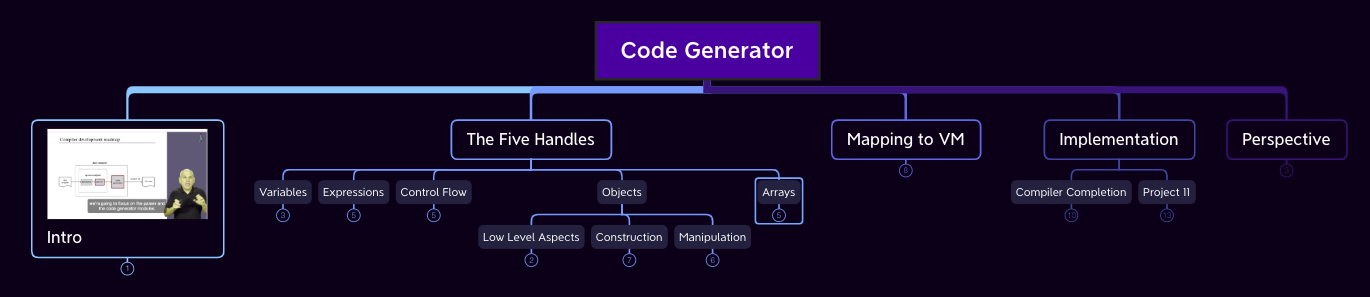 Code Generator
Compiler development roadmap
we're going to focus on the parser and
the code generator modules.
Intro
1
The Five Handles
Variables
3
Expressions
5
Control Flow
5
Objects
Low Level Aspects
2
Construction
7
Manipulation
6
Arrays
5
Mapping to VM
8
Implementation
Compiler Completion
10
Project 11
13
Perspective